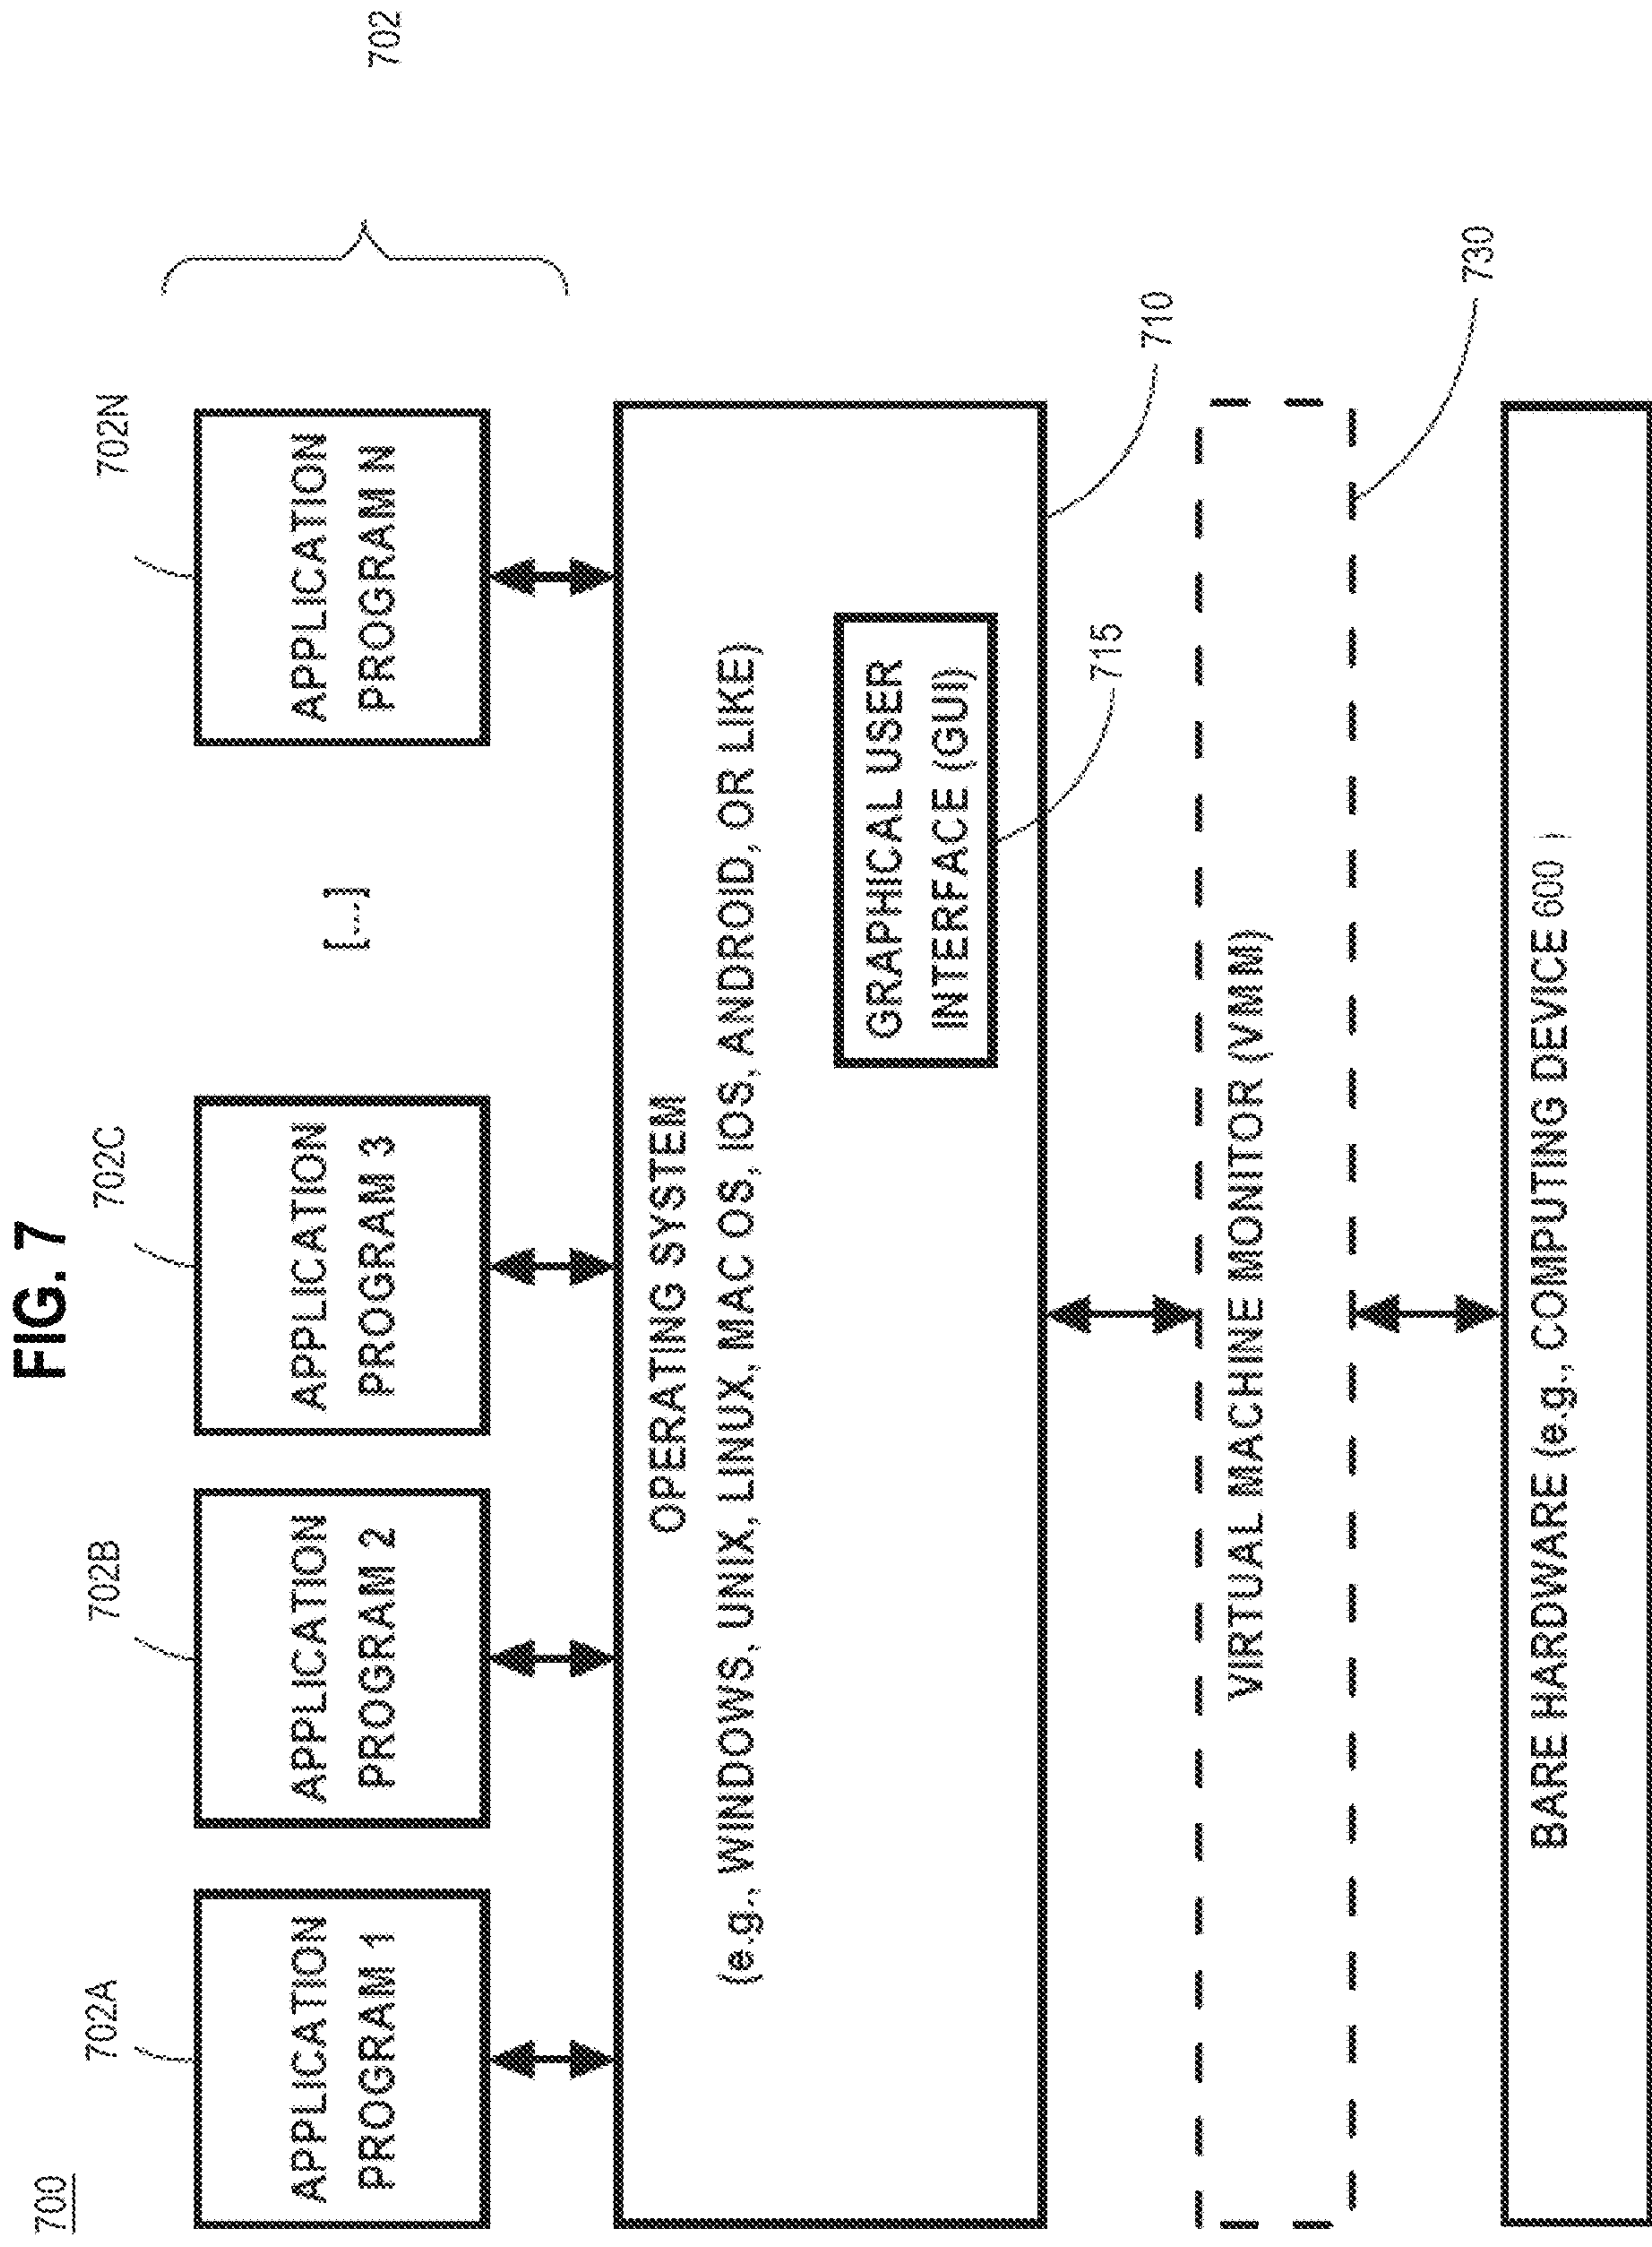 FIG. 7
700
702A
702B
702C
702N
702
APPLICATION
PROGRAM 1
APPLICATION
PROGRAM 2
APPLICATION
PROGRAM 3
[...]
APPLICATION
PROGRAM N
OPERATING SYSTEM
(e.g., WINDOWS, UNIX, LINUX, MAC OS, IOS, ANDROID, OR LIKE)
GRAPHICAL USER
INTERFACE (GUI)
715
710
VIRTUAL MACHINE MONITOR (VMM)
730
BARE HARDWARE (e.g., COMPUTING DEVICE 600 )